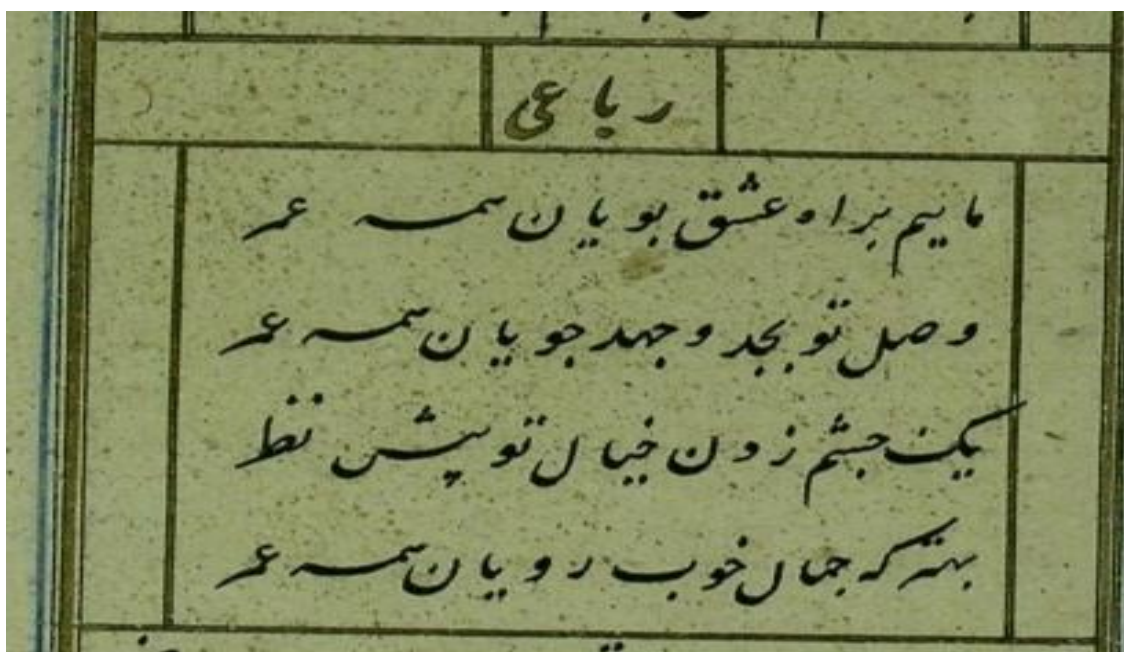 رباعی
مائیم براه عشق پویان همه عمر
وصل تو بجد و جهد جویان همه عمر
یک چشم زدن خیال تو پیش نظر
بهتر که جمال خوب رویان همه عمر